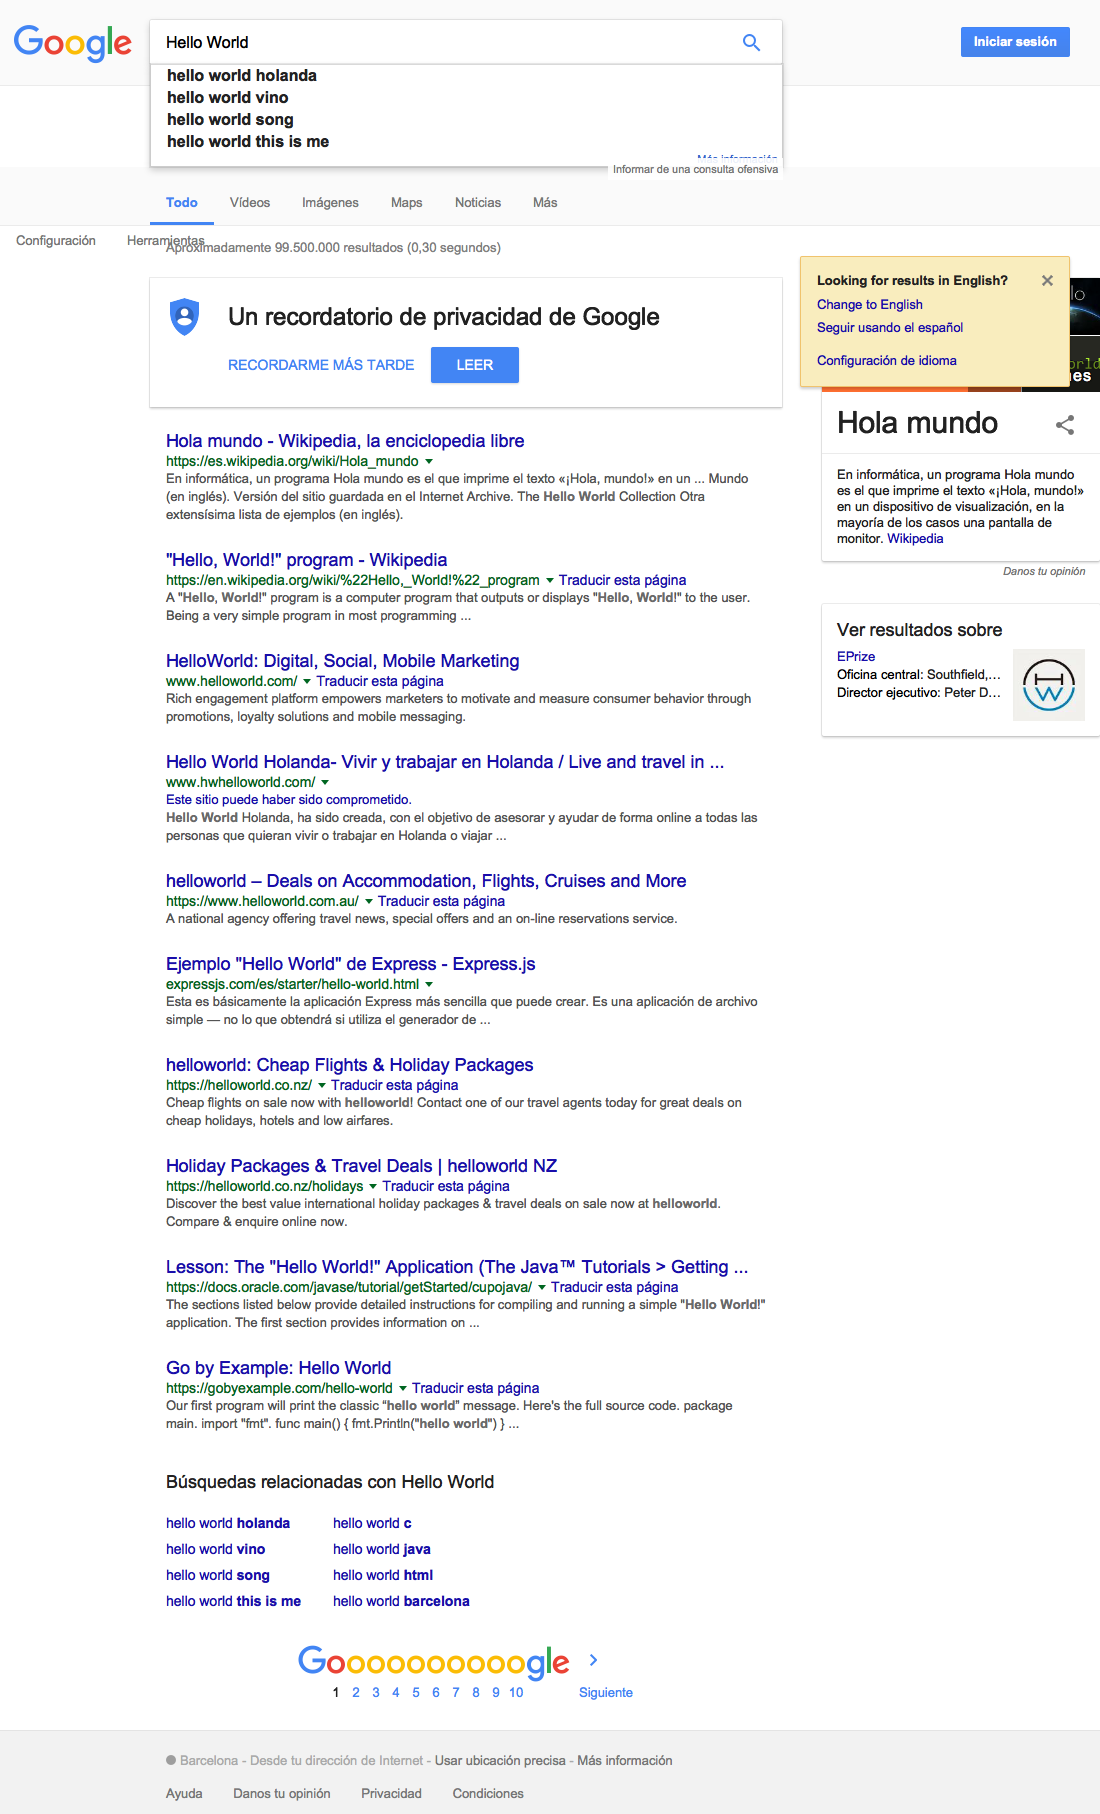 Google
Hello World
Iniciar sesión
hello world holanda
hello world vino
hello world song
hello world this is me
Más información
Informar de una consulta ofensiva
Todo Vídeos Imágenes Maps Noticias Más
Configuración Herramientas
Aproximadamente 99.500.000 resultados (0,30 segundos)
Un recordatorio de privacidad de Google
RECORDARME MÁS TARDE LEER
Hola mundo - Wikipedia, la enciclopedia libre
https://es.wikipedia.org/wiki/Hola_mundo
En informática, un programa Hola mundo es el que imprime el texto «¡Hola, mundo!» en un ... Mundo
(en inglés). Versión del sitio guardada en el Internet Archive. The Hello World Collection Otra
extensísima lista de ejemplos (en inglés).
"Hello, World!" program - Wikipedia
https://en.wikipedia.org/wiki/%22Hello,_World!%22_program Traducir esta página
A "Hello, World!" program is a computer program that outputs or displays "Hello, World!" to the user.
Being a very simple program in most programming ...
HelloWorld: Digital, Social, Mobile Marketing
www.helloworld.com/ Traducir esta página
Rich engagement platform empowers marketers to motivate and measure consumer behavior through
promotions, loyalty solutions and mobile messaging.
Hello World Holanda- Vivir y trabajar en Holanda / Live and travel in ...
www.hwhelloworld.com/
Este sitio puede haber sido comprometido.
Hello World Holanda, ha sido creada, con el objetivo de asesorar y ayudar de forma online a todas las
personas que quieran vivir o trabajar en Holanda o viajar ...
helloworld – Deals on Accommodation, Flights, Cruises and More
https://www.helloworld.com.au/ Traducir esta página
A national agency offering travel news, special offers and an on-line reservations service.
Ejemplo "Hello World" de Express - Express.js
expressjs.com/es/starter/hello-world.html
Esta es básicamente la aplicación Express más sencilla que puede crear. Es una aplicación de archivo
simple — no lo que obtendrá si utiliza el generador de ...
helloworld: Cheap Flights & Holiday Packages
https://helloworld.co.nz/ Traducir esta página
Cheap flights on sale now with helloworld! Contact one of our travel agents today for great deals on
cheap holidays, hotels and low airfares.
Holiday Packages & Travel Deals | helloworld NZ
https://helloworld.co.nz/holidays Traducir esta página
Discover the best value international holiday packages & travel deals on sale now at helloworld.
Compare & enquire online now.
Lesson: The "Hello World!" Application (The Java™ Tutorials > Getting ...
https://docs.oracle.com/javase/tutorial/getStarted/cupojava/ Traducir esta página
The sections listed below provide detailed instructions for compiling and running a simple "Hello World!"
application. The first section provides information on ...
Go by Example: Hello World
https://gobyexample.com/hello-world Traducir esta página
Our first program will print the classic “hello world” message. Here's the full source code. package
main. import "fmt". func main() { fmt.Println("hello world") } ...
Looking for results in English?
Change to English
Seguir usando el español
Configuración de idioma
lo
orld
es
Hola mundo
En informática, un programa Hola mundo
es el que imprime el texto «¡Hola, mundo!»
en un dispositivo de visualización, en la
mayoría de los casos una pantalla de
monitor. Wikipedia
Danos tu opinión
Ver resultados sobre
EPrize
Oficina central: Southfield,...
Director ejecutivo: Peter D...
HW
Búsquedas relacionadas con Hello World
hello world holanda hello world c
hello world vino hello world java
hello world song hello world html
hello world this is me hello world barcelona
Goooooooooogle
1 2 3 4 5 6 7 8 9 10 Siguiente
Barcelona - Desde tu dirección de Internet - Usar ubicación precisa - Más información
Ayuda Danos tu opinión Privacidad Condiciones